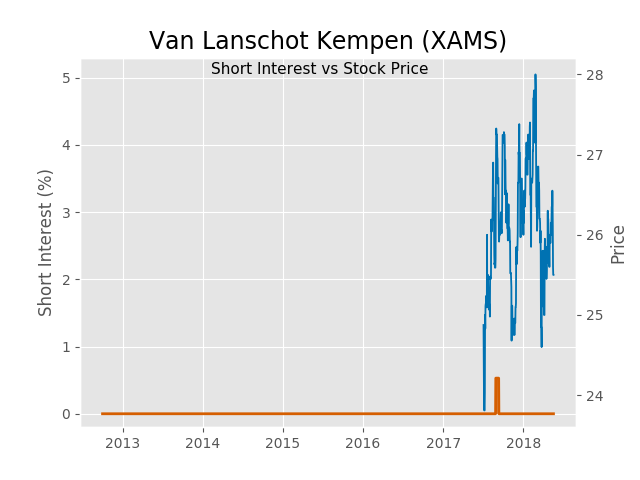 Van Lanschot Kempen (XAMS)
Short Interest vs Stock Price
Short Interest (%)
5
4
3
2
1
0
28
27
26
25
24
Price
2013 2014 2015 2016 2017 2018